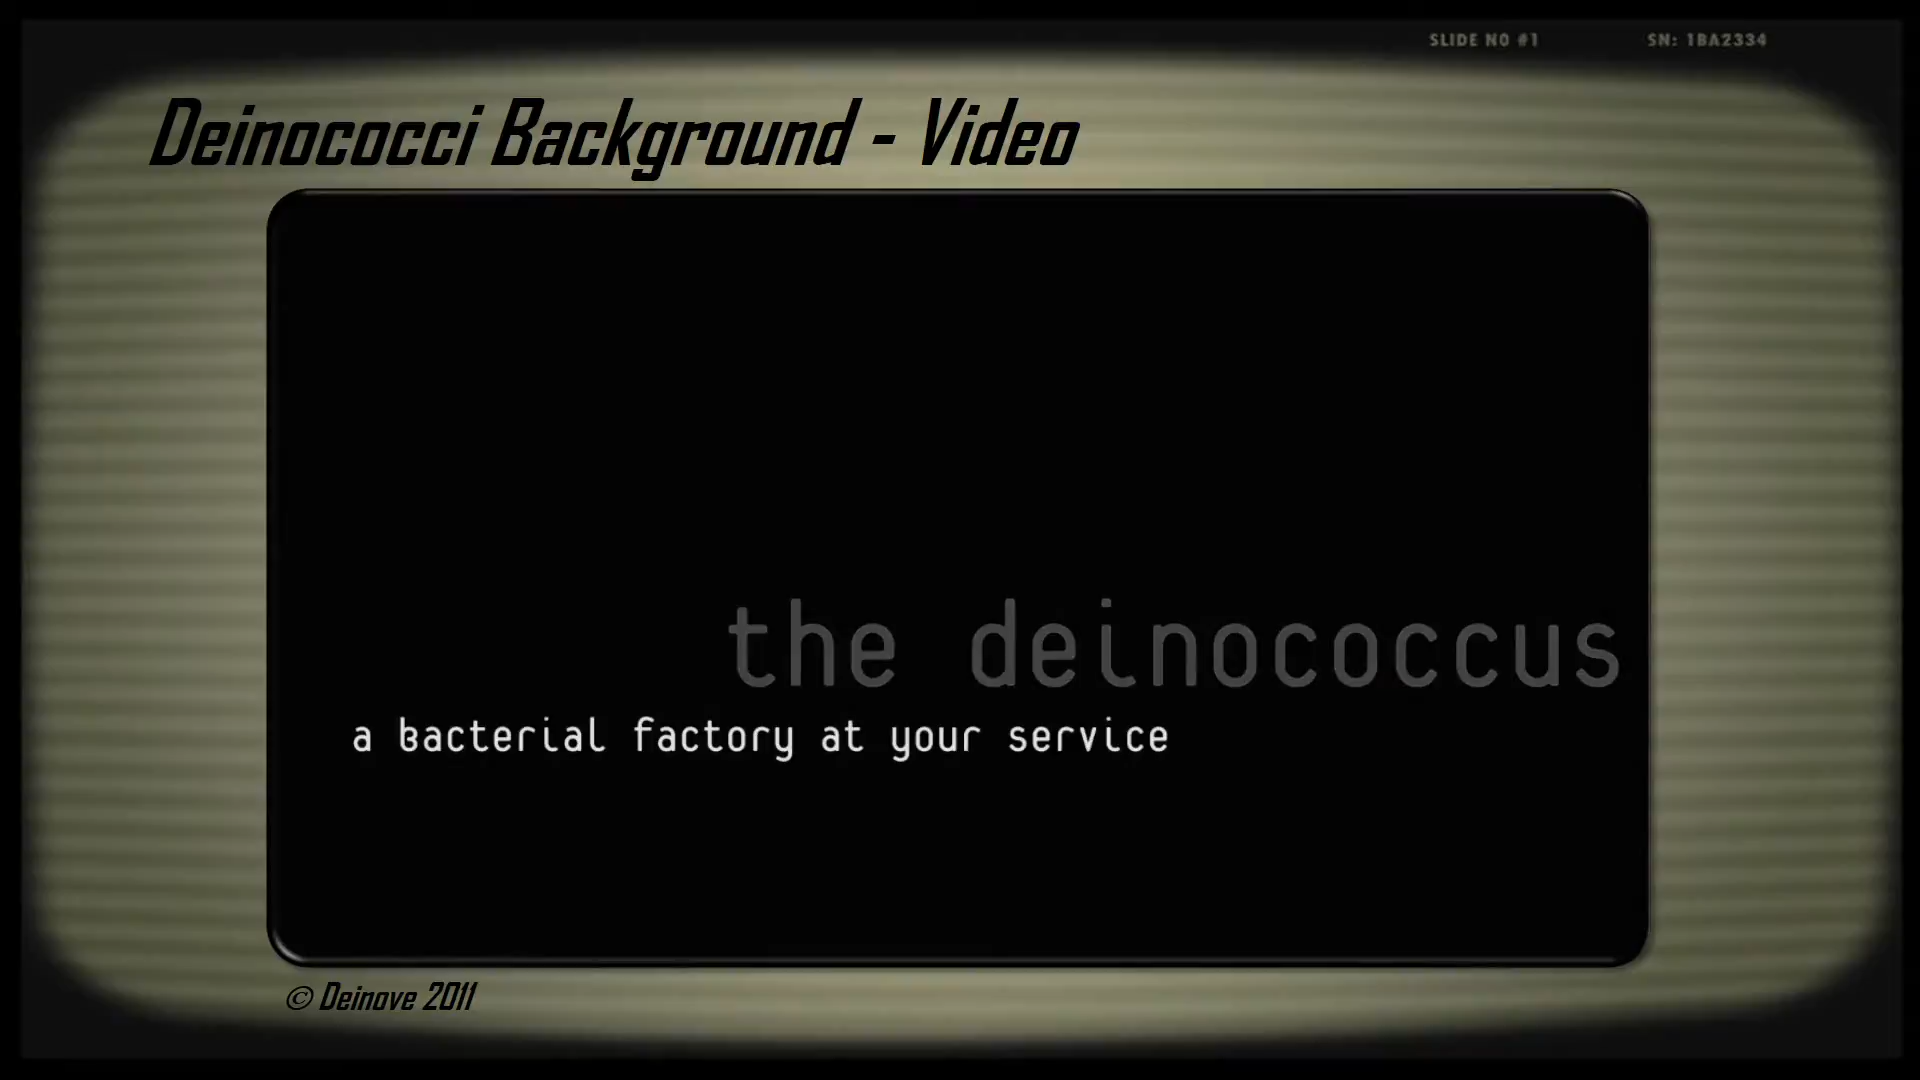 SLIDE NO #1 SN: 1BA2334
Deinococci Background - Video
the deinococcus
a bacterial factory at your service
© Deinove 2011